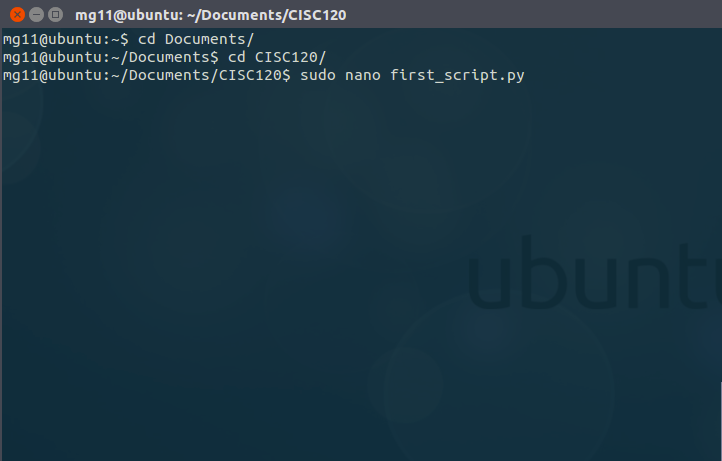 mg11@ubuntu: ~/Documents/CISC120
mg11@ubuntu:~$ cd Documents/
mg11@ubuntu:~/Documents$ cd CISC120/
mg11@ubuntu:~/Documents/CISC120$ sudo nano first_script.py
ubuntu